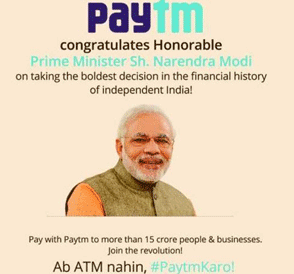 paytm
congratulates Honorable
Prime Minister Sh. Narendra Modi
on taking the boldest decision in the financial history
of independent India!
Pay with Paytm to more than 15 crore people & businesses.
Join the revolution!
Ab ATM nahin, #PaytmKaro!